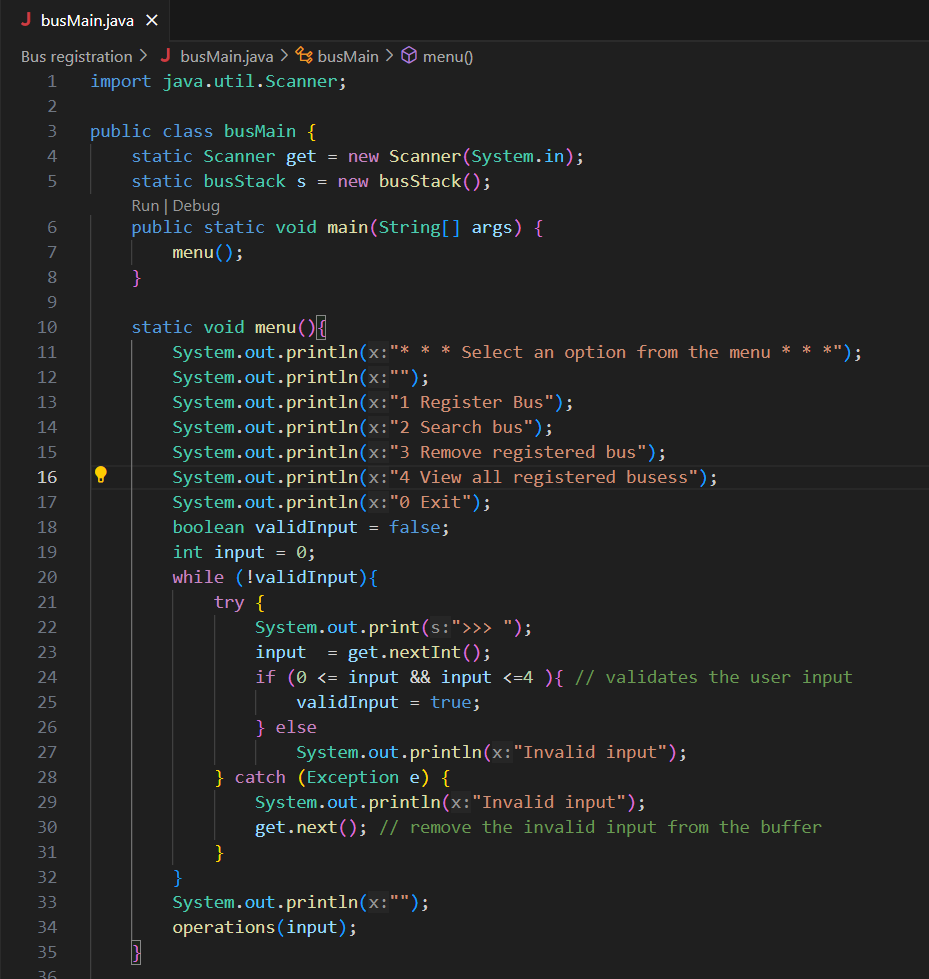 J busMain.java ×
Bus registration > J busMain.java > busMain > menu()
1 import java.util.Scanner;
2
3 public class busMain {
4     static Scanner get = new Scanner(System.in);
5     static busStack s = new busStack();
Run | Debug
6     public static void main(String[] args) {
7         menu();
8     }
9
10     static void menu(){
11         System.out.println(x:"* * * Select an option from the menu * * *");
12         System.out.println(x:"");
13         System.out.println(x:"1 Register Bus");
14         System.out.println(x:"2 Search bus");
15         System.out.println(x:"3 Remove registered bus");
16         System.out.println(x:"4 View all registered busess");
17         System.out.println(x:"0 Exit");
18         boolean validInput = false;
19         int input = 0;
20         while (!validInput){
21             try {
22                 System.out.print(s:">>> ");
23                 input  = get.nextInt();
24                 if (0 <= input && input <=4 ){ // validates the user input
25                     validInput = true;
26                 } else
27                     System.out.println(x:"Invalid input");
28             } catch (Exception e) {
29                 System.out.println(x:"Invalid input");
30                 get.next(); // remove the invalid input from the buffer
31             }
32         }
33         System.out.println(x:"");
34         operations(input);
35     }
36